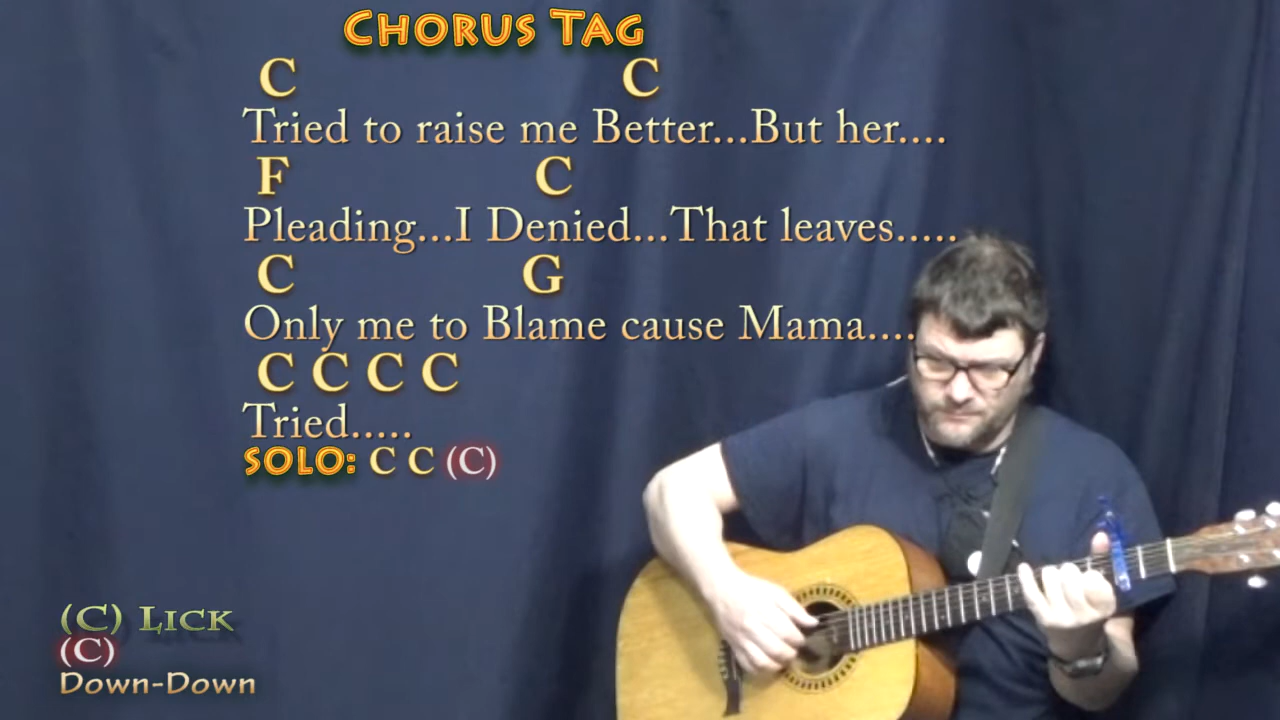 CHORUS TAG
C C
Tried to raise me Better...But her....
F C
Pleading...I Denied...That leaves.....
C G
Only me to Blame cause Mama....
C C C C
Tried.....
SOLO: C C (C)
(C) LICK
(C)
DOWN-DOWN